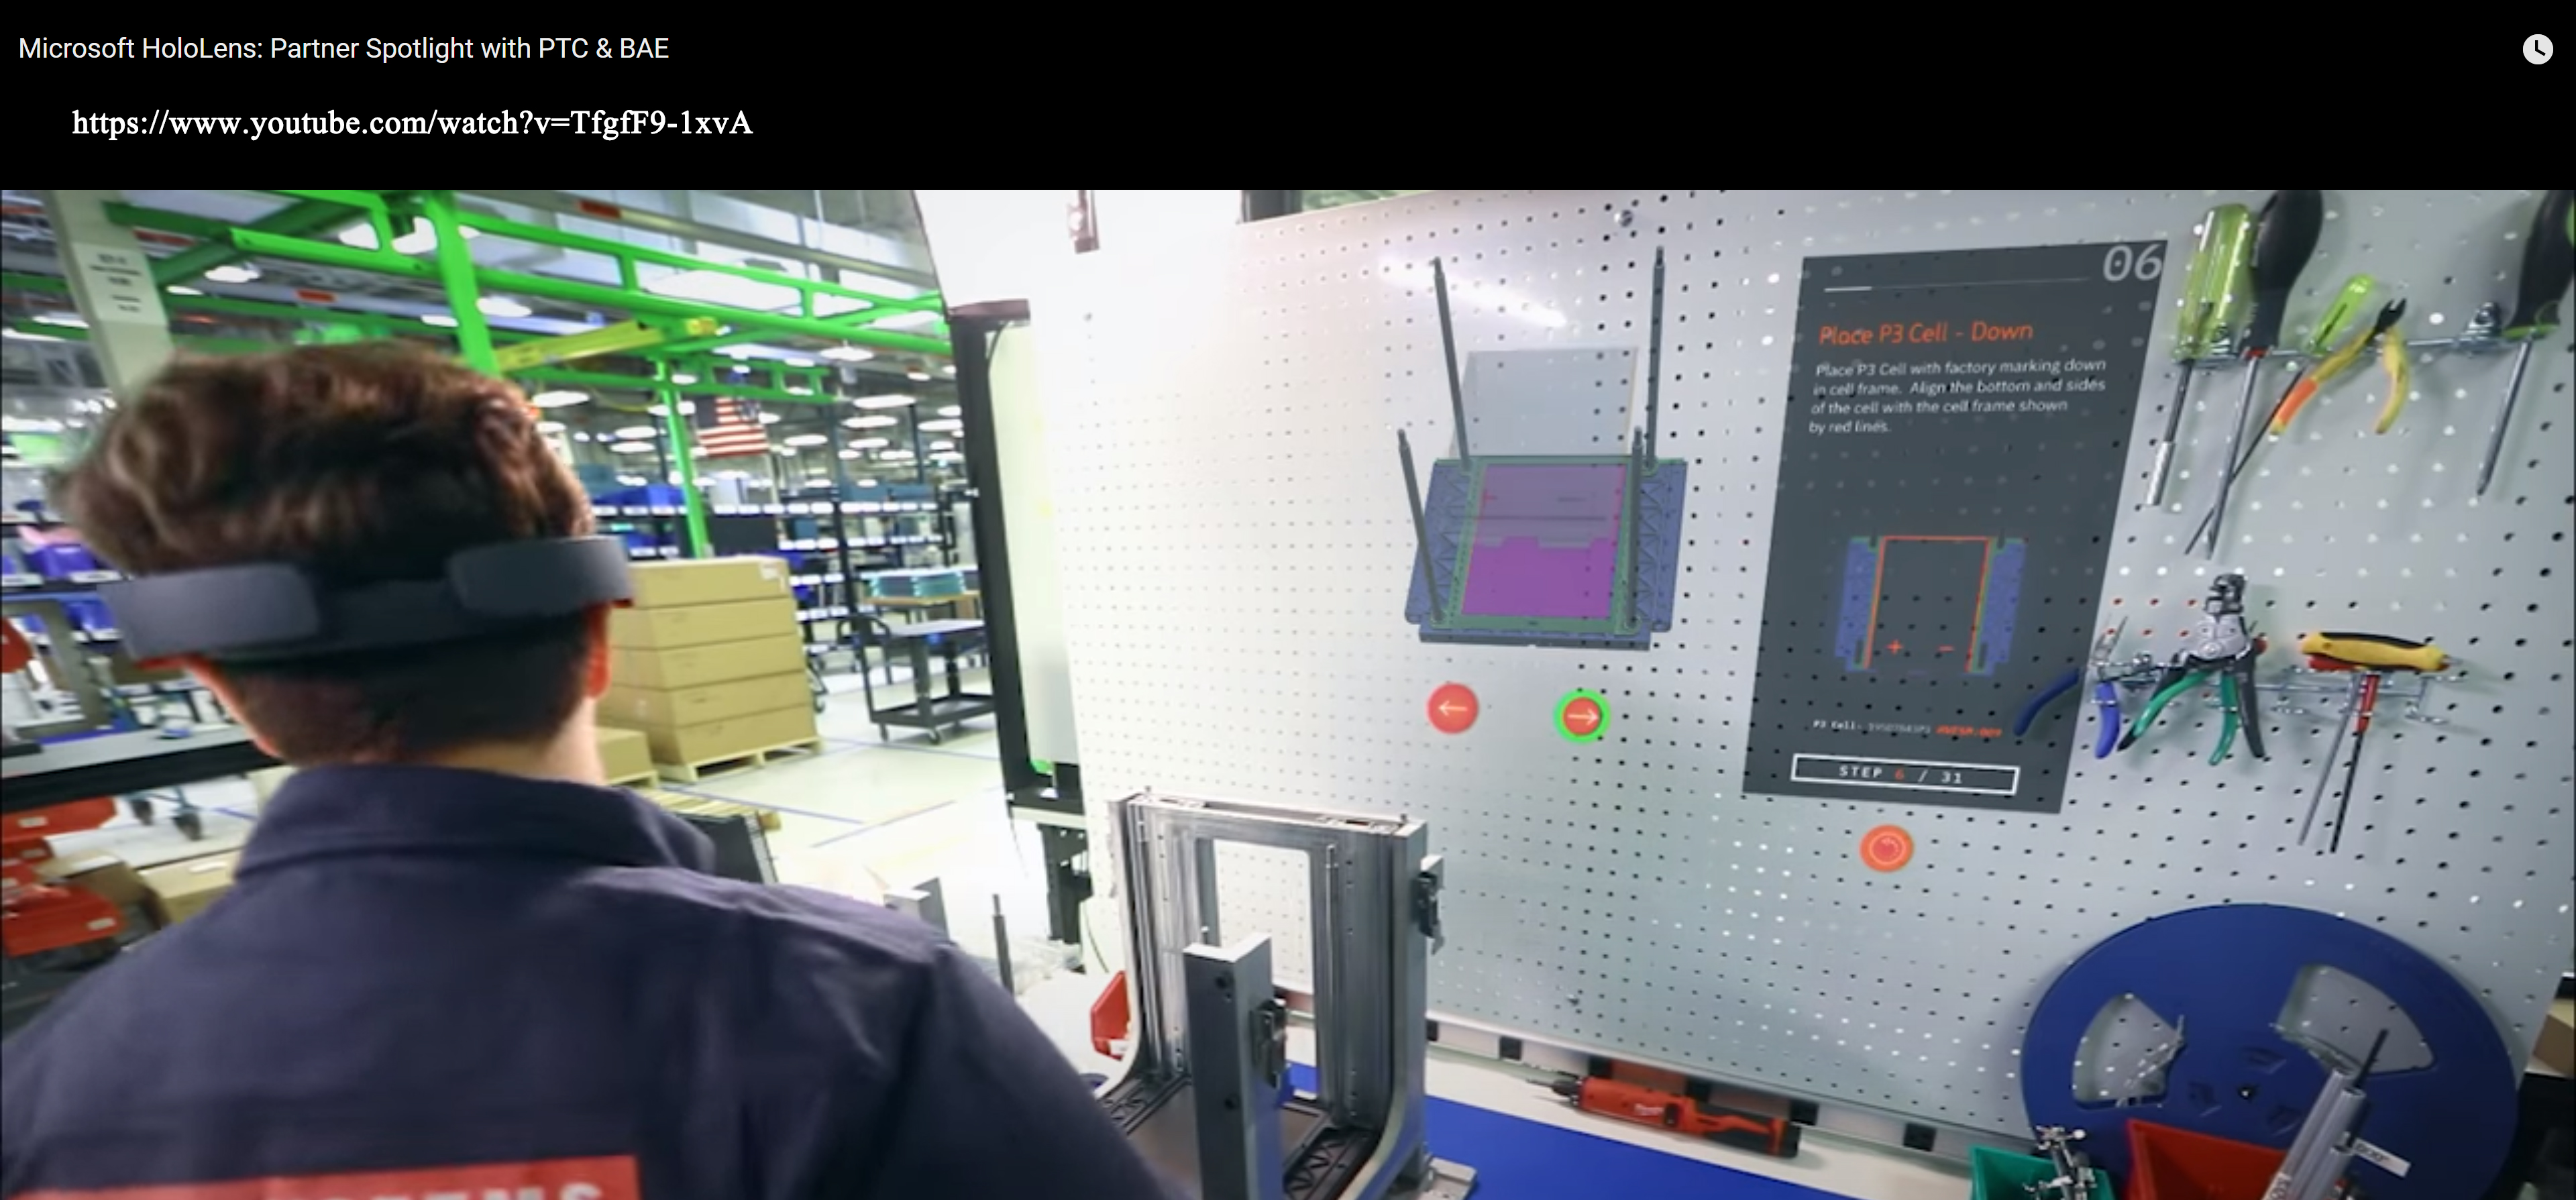 Microsoft HoloLens: Partner Spotlight with PTC & BAE
https://www.youtube.com/watch?v=TfgfF9-1xvA
06
Place P3 Cell - Down
Place P3 Cell with factory marking down
in cell frame. Align the bottom and sides
of the cell with the cell frame shown
by red lines.
+ −
P3 Cell-
STEP 6 / 31